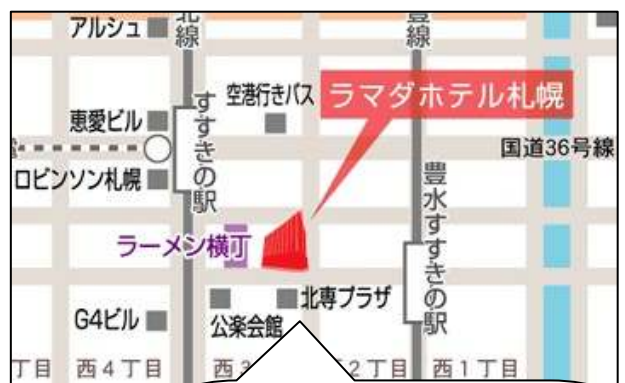 アルシュ
北線
豊線
空港行きバス
ラマダホテル札幌
すすきの駅
恵愛ビル
国道36号線
ロビンソン札幌
豊水すすきの駅
ラーメン横丁
北専プラザ
G4ビル
公楽会館
丁目
西4丁目
西3
2丁目
西1丁目